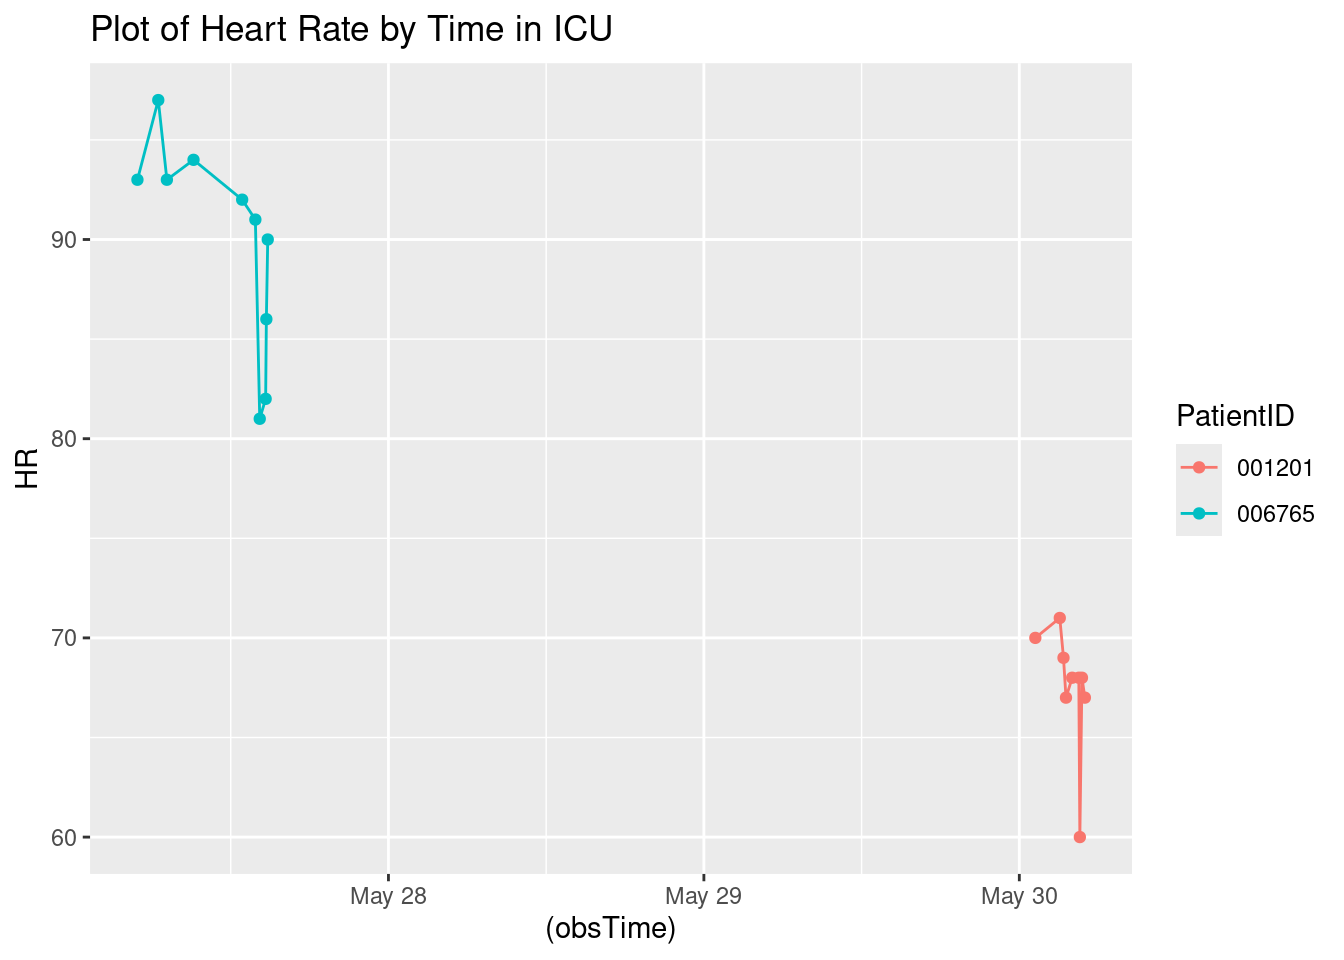 Plot of Heart Rate by Time in ICU
90
80
70
60
HR
May 28
May 29
May 30
(obsTime)
PatientID
001201
006765